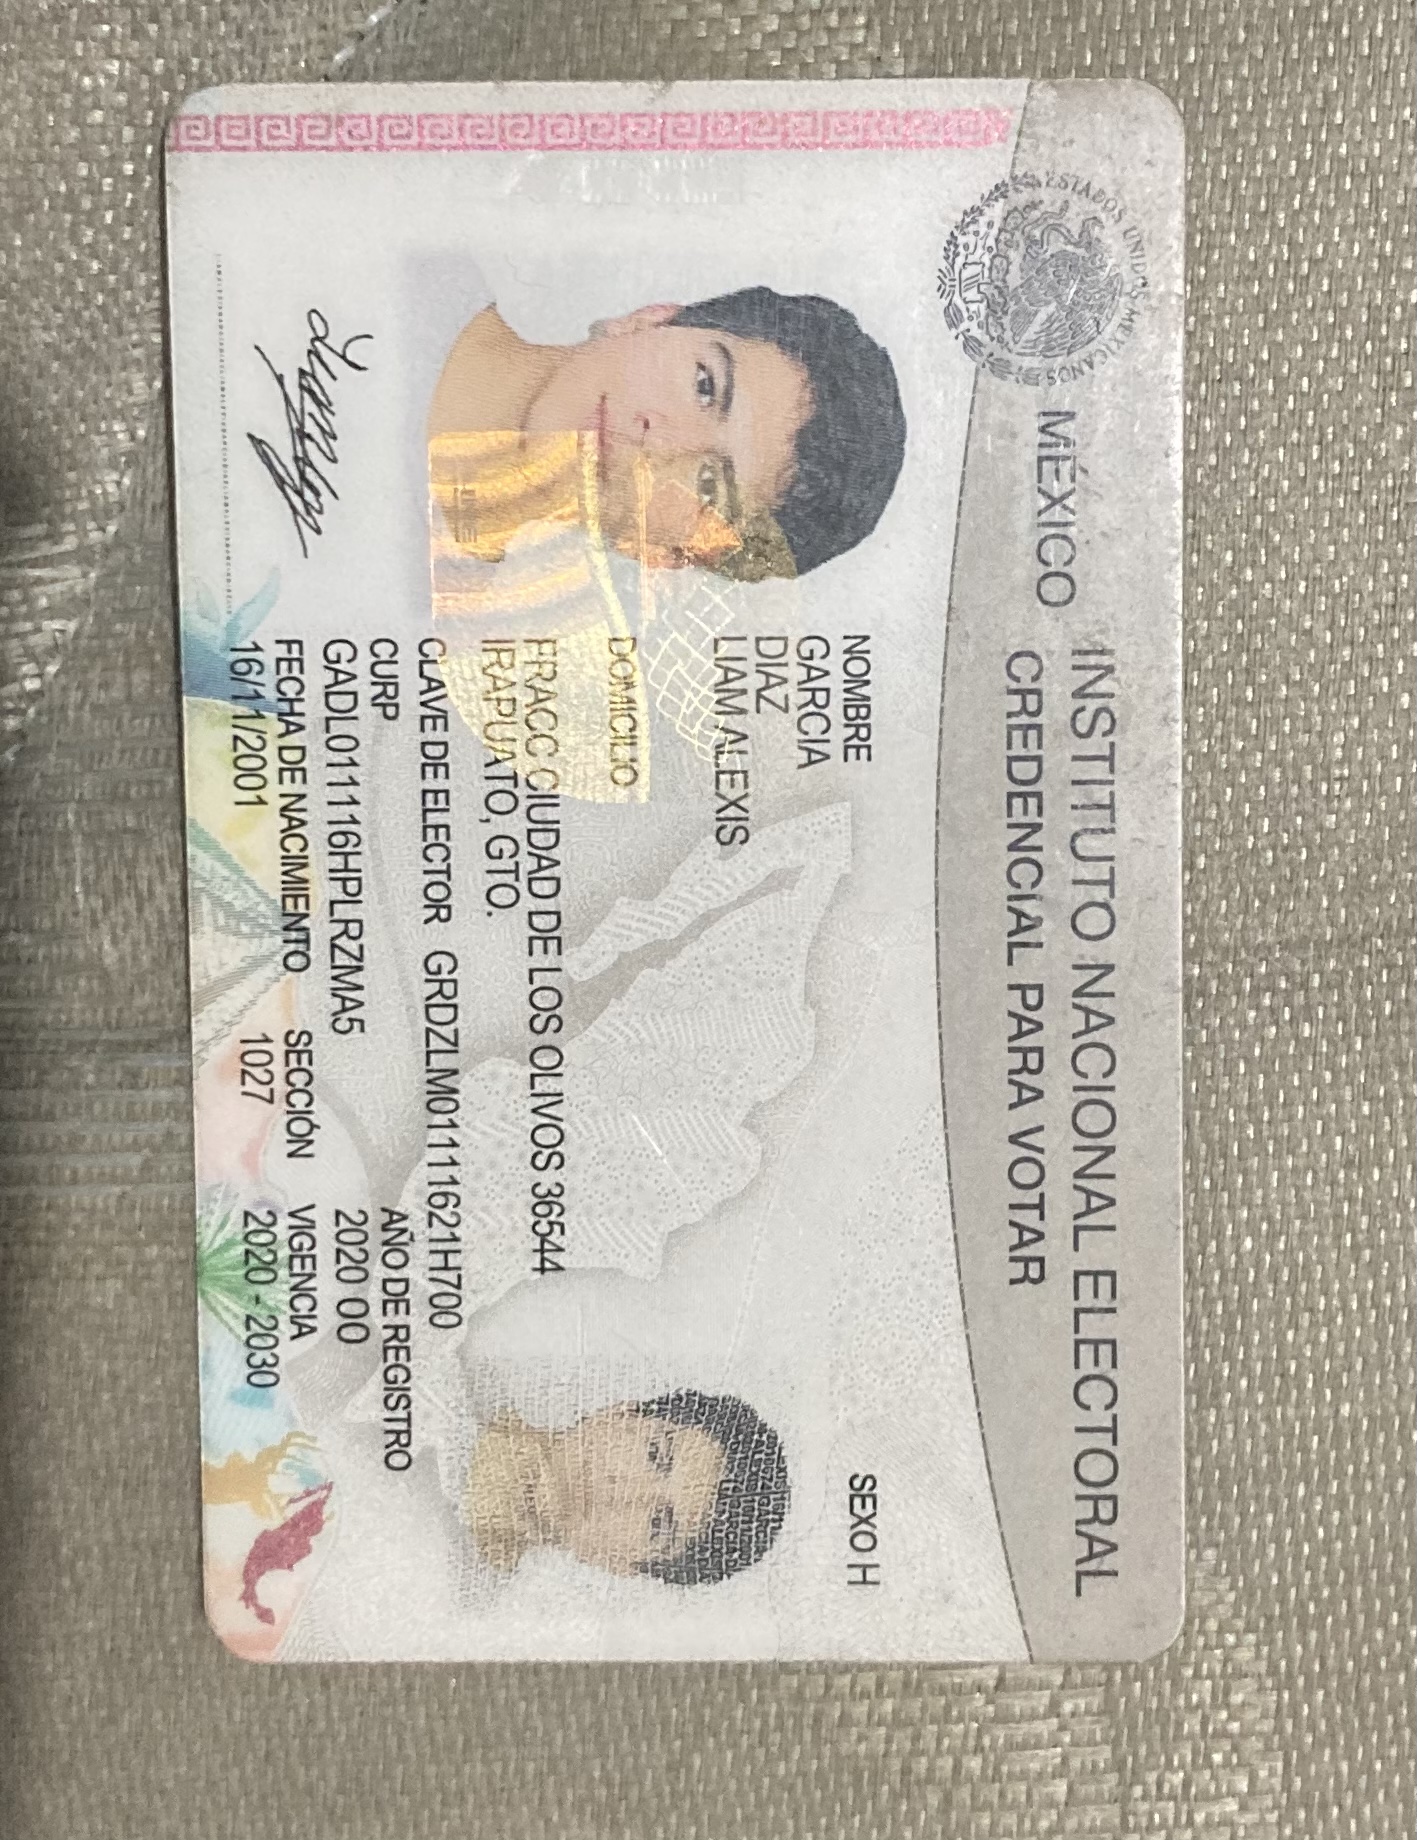 ESTADOS UNIDOS MEXICANOS
MÉXICO INSTITUTO NACIONAL ELECTORAL
CREDENCIAL PARA VOTAR
NOMBRE
GARCIA
DIAZ
LIAM ALEXIS
SEXO H
DOMICILIO
FRACC CIUDAD DE LOS OLIVOS 36544
IRAPUATO, GTO.
CLAVE DE ELECTOR GRDZLM01111621H700
CURP
GADL011116HPLRZMA5
AÑO DE REGISTRO
2020 00
FECHA DE NACIMIENTO
16/11/2001
SECCIÓN
1027
VIGENCIA
2020 - 2030